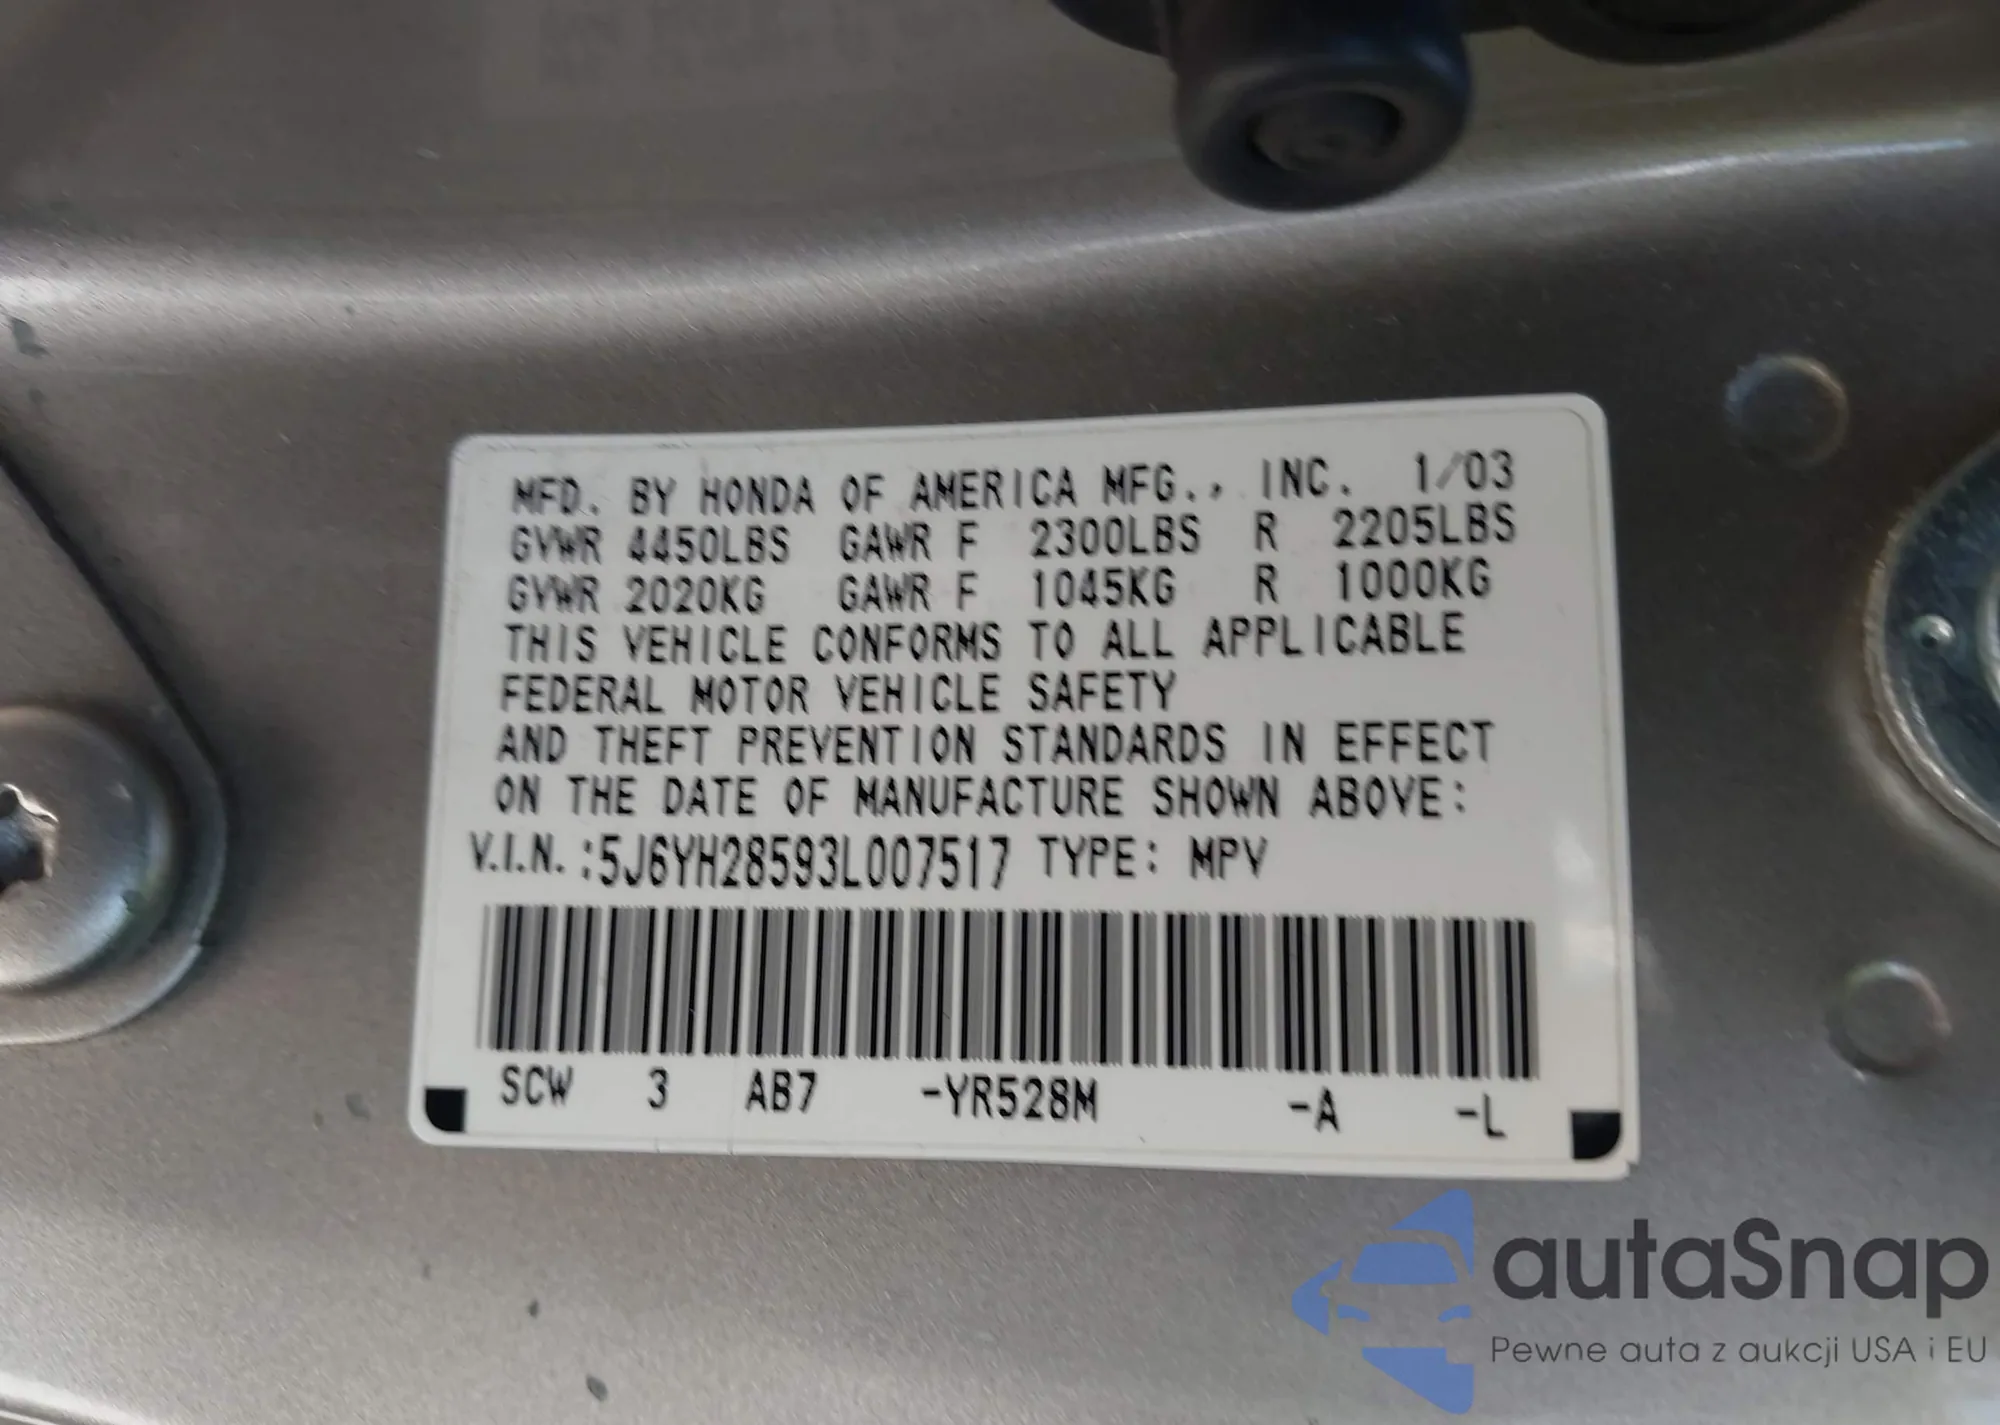 MFD. BY HONDA OF AMERICA MFG., INC. 1/03
GVWR 4450LBS GAWR F 2300LBS R 2205LBS
GVWR 2020KG GAWR F 1045KG R 1000KG
THIS VEHICLE CONFORMS TO ALL APPLICABLE
FEDERAL MOTOR VEHICLE SAFETY
AND THEFT PREVENTION STANDARDS IN EFFECT
ON THE DATE OF MANUFACTURE SHOWN ABOVE:
V.I.N.:5J6YH28593L007517 TYPE: MPV
SCW 3 AB7 -YR528M -A -L
autaSnap
Pewne auta z aukcji USA i EU